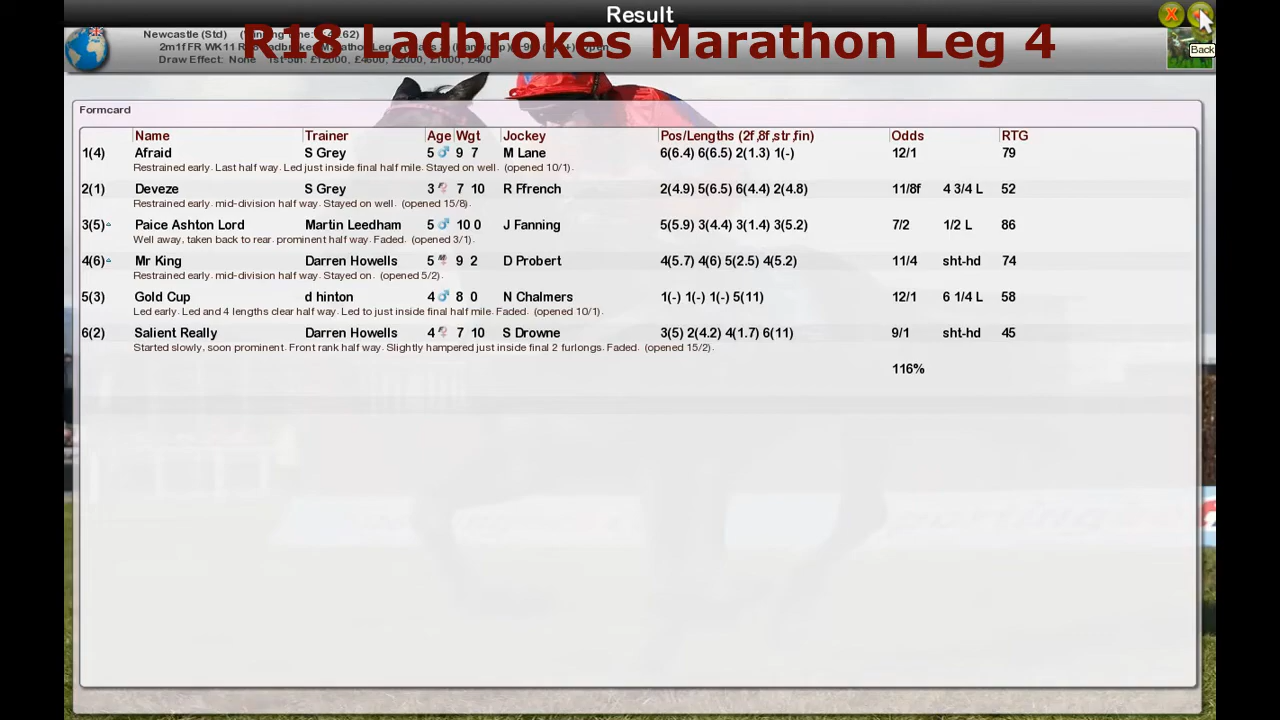 Result
R18 Ladbrokes Marathon Leg 4
Newcastle (Std)
Back
Formcard
Name Trainer Age Wgt Jockey Pos/Lengths (2f,8f,str,fin) Odds RTG
1(4) Afraid S Grey 5 9 7 M Lane 6(6.4) 6(6.5) 2(1.3) 1(-) 12/1 79
Restrained early. Last half way. Led just inside final half mile. Stayed on well. (opened 10/1).
2(1) Deveze S Grey 3 7 10 R Ffrench 2(4.9) 5(6.5) 6(4.4) 2(4.8) 11/8f 4 3/4 L 52
Restrained early. mid-division half way. Stayed on well. (opened 15/8).
3(5) Paice Ashton Lord Martin Leedham 5 10 0 J Fanning 5(5.9) 3(4.4) 3(1.4) 3(5.2) 7/2 1/2 L 86
Well away, taken back to rear. prominent half way. Faded. (opened 3/1).
4(6) Mr King Darren Howells 5 9 2 D Probert 4(5.7) 4(6) 5(2.5) 4(5.2) 11/4 sht-hd 74
Restrained early. mid-division half way. Stayed on. (opened 5/2).
5(3) Gold Cup d hinton 4 8 0 N Chalmers 1(-) 1(-) 1(-) 5(11) 12/1 6 1/4 L 58
Led early. Led and 4 lengths clear half way. Led to just inside final half mile. Faded. (opened 10/1).
6(2) Salient Really Darren Howells 4 7 10 S Drowne 3(5) 2(4.2) 4(1.7) 6(11) 9/1 sht-hd 45
Started slowly, soon prominent. Front rank half way. Slightly hampered just inside final 2 furlongs. Faded. (opened 15/2).
116%